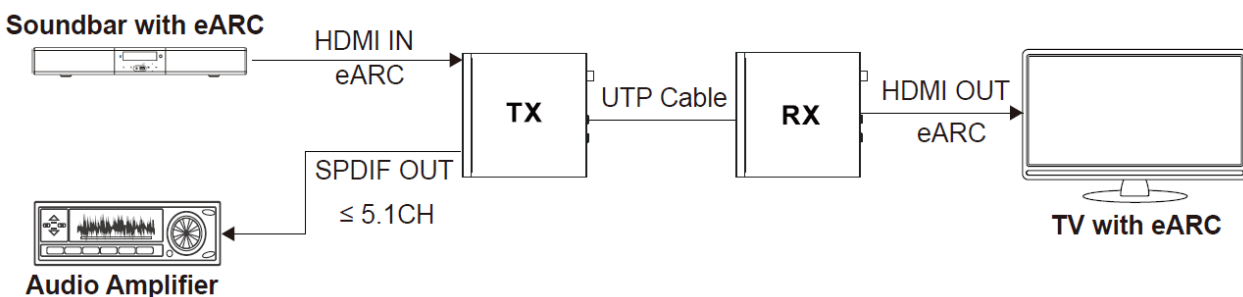 Soundbar with eARC
HDMI IN
eARC
TX
UTP Cable
RX
HDMI OUT
eARC
SPDIF OUT
≤ 5.1CH
TV with eARC
Audio Amplifier